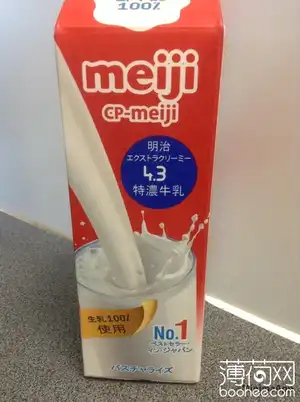 100%
meiji
CP-meiji
明治
エクストラクリーミー
4.3
特濃牛乳
生乳100%
使用
No.1
ベストセラー
イン・ジャパン
パスチャライズ
薄荷网
boohee.com